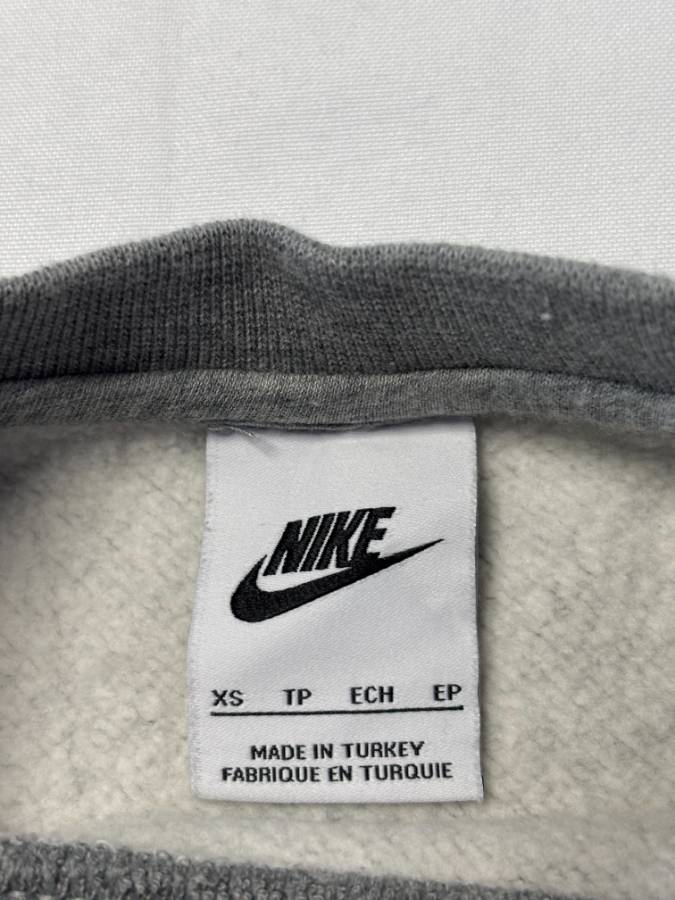 NIKE
XS TP ECH EP
MADE IN TURKEY
FABRIQUE EN TURQUIE